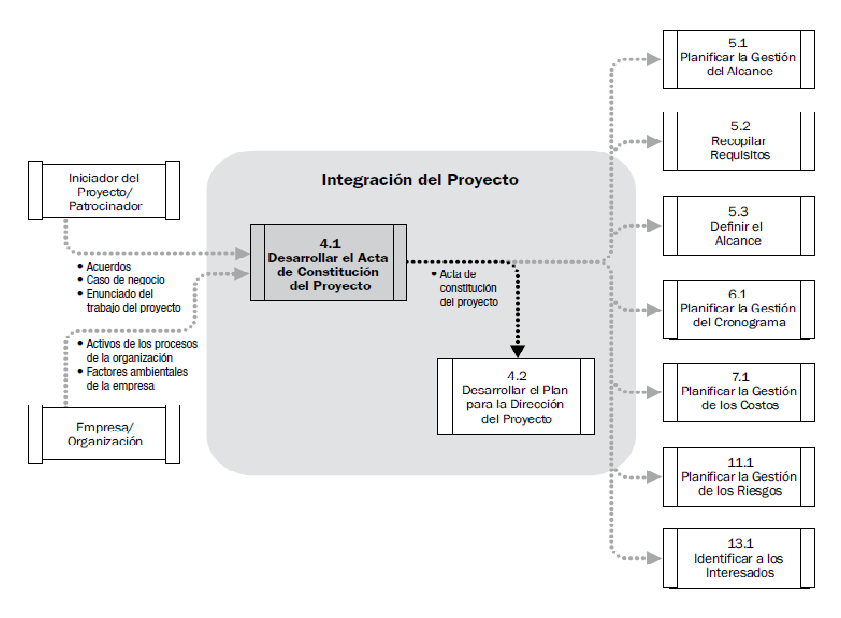 Iniciador del
Proyecto/
Patrocinador
• Acuerdos
• Caso de negocio
• Enunciado del
trabajo del proyecto
• Activos de los procesos
de la organización
• Factores ambientales
de la empresa
Empresa/
Organización
Integración del Proyecto
4.1
Desarrollar el Acta
de Constitución
del Proyecto
• Acta de
constitución
del proyecto
4.2
Desarrollar el Plan
para la Dirección
del Proyecto
5.1
Planificar la Gestión
del Alcance
5.2
Recopilar
Requisitos
5.3
Definir el
Alcance
6.1
Planificar la Gestión
del Cronograma
7.1
Planificar la Gestión
de los Costos
11.1
Planificar la Gestión
de los Riesgos
13.1
Identificar a los
Interesados